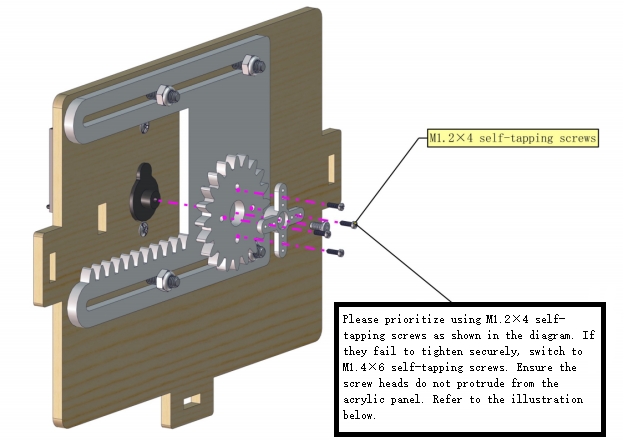 M1.2×4 self-tapping screws
Please prioritize using M1.2×4 self-
tapping screws as shown in the diagram. If
they fail to tighten securely, switch to
M1.4×6 self-tapping screws. Ensure the
screw heads do not protrude from the
acrylic panel. Refer to the illustration
below.